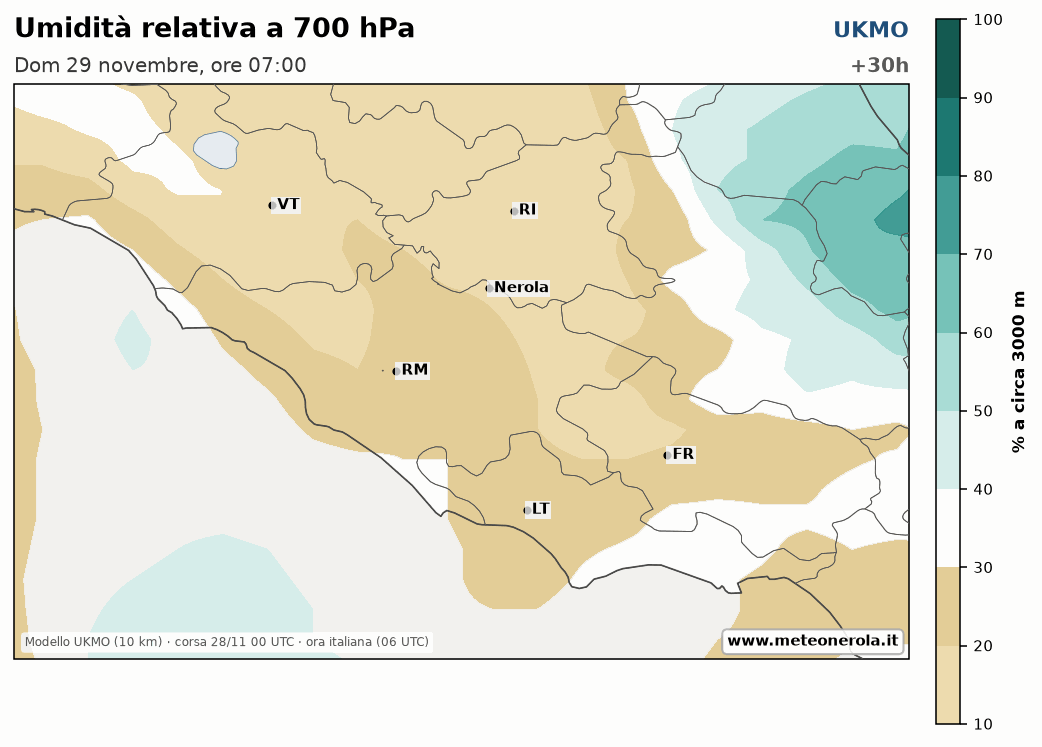 Umidità relativa a 700 hPa
UKMO
Dom 29 novembre, ore 07:00
+30h
VT
RI
Nerola
RM
FR
LT
Modello UKMO (10 km) · corsa 28/11 00 UTC · ora italiana (06 UTC)
www.meteonerola.it
100
90
80
70
60
50
40
30
20
10
% a circa 3000 m